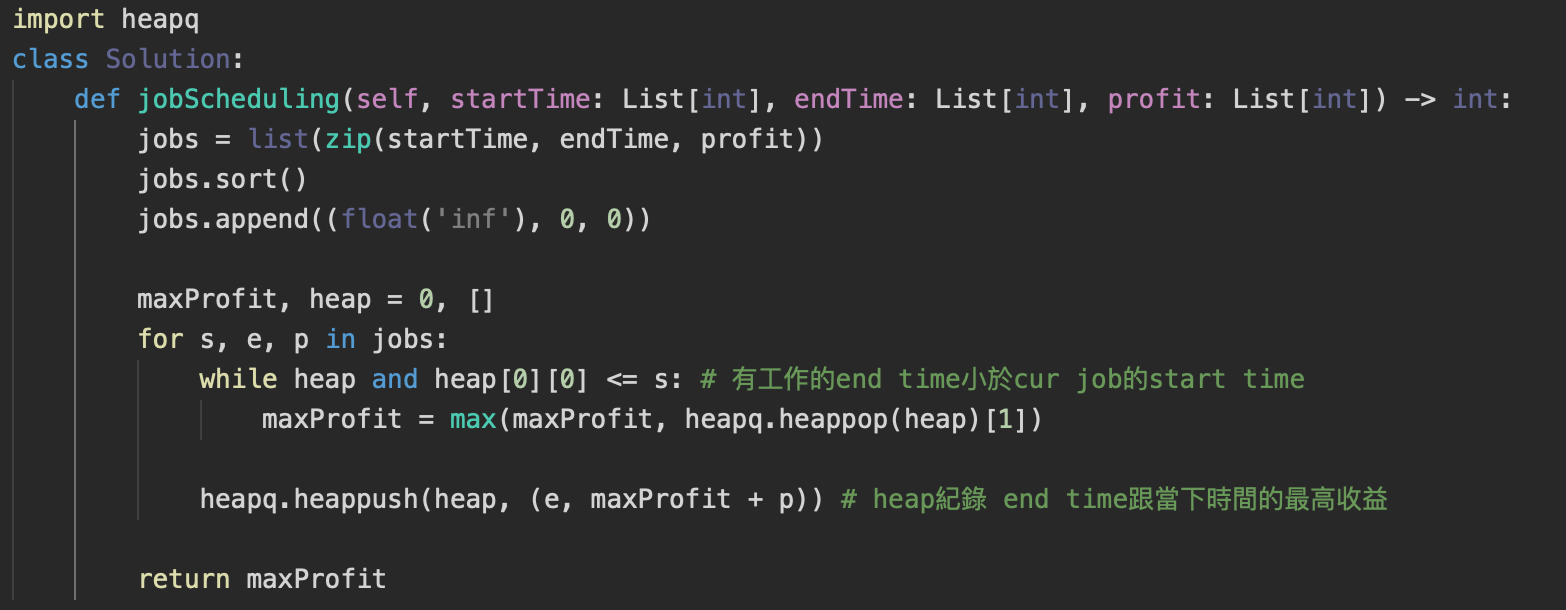 import heapq
class Solution:
    def jobScheduling(self, startTime: List[int], endTime: List[int], profit: List[int]) -> int:
        jobs = list(zip(startTime, endTime, profit))
        jobs.sort()
        jobs.append((float('inf'), 0, 0))
        maxProfit, heap = 0, []
        for s, e, p in jobs:
            while heap and heap[0][0] <= s: # 有工作的end time小於cur job的start time
                maxProfit = max(maxProfit, heapq.heappop(heap)[1])
            heapq.heappush(heap, (e, maxProfit + p)) # heap紀錄 end time跟當下時間的最高收益
        return maxProfit